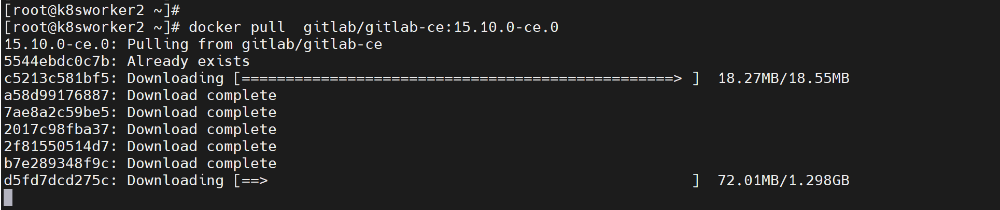 [root@k8sworker2 ~]#
[root@k8sworker2 ~]# docker pull  gitlab/gitlab-ce:15.10.0-ce.0
15.10.0-ce.0: Pulling from gitlab/gitlab-ce
5544ebdc0c7b: Already exists
c5213c581bf5: Downloading [=================================================> ]  18.27MB/18.55MB
a58d99176887: Download complete
7ae8a2c59be5: Download complete
2017c98fba37: Download complete
2f81550514d7: Download complete
b7e289348f9c: Download complete
d5fd7dcd275c: Downloading [==>                                                ]  72.01MB/1.298GB